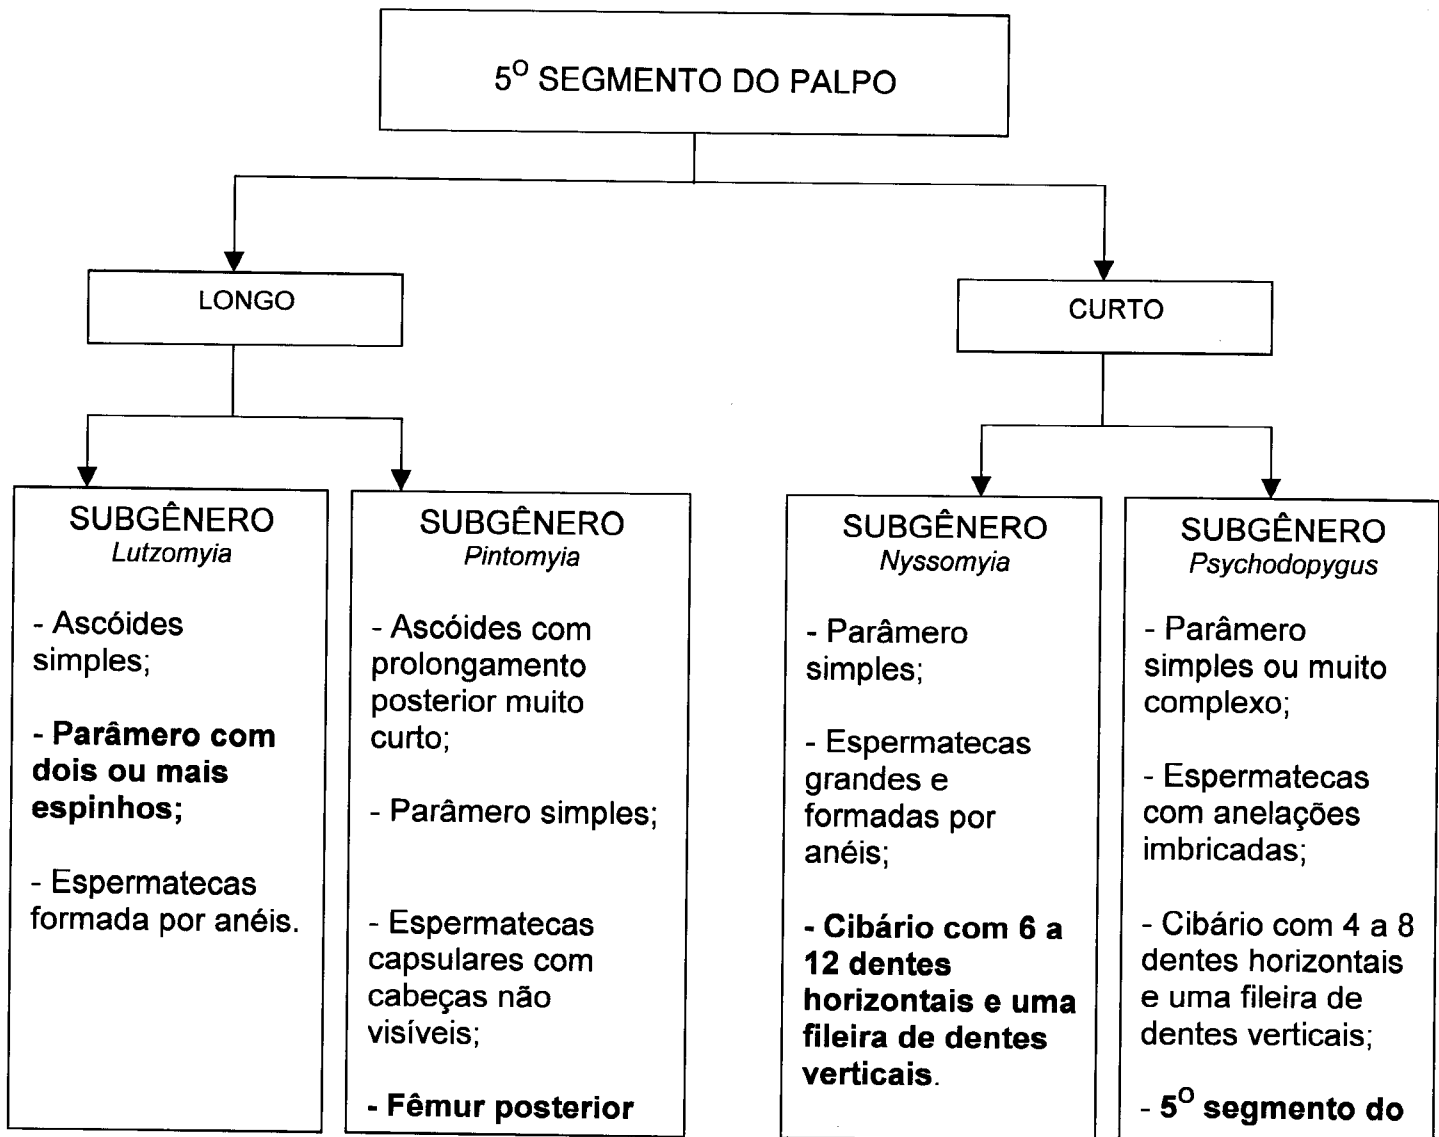 5º SEGMENTO DO PALPO
LONGO
CURTO
SUBGÊNERO
Lutzomyia
- Ascóides
simples;
- Parâmero com
dois ou mais
espinhos;
- Espermatecas
formada por anéis.
SUBGÊNERO
Pintomyia
- Ascóides com
prolongamento
posterior muito
curto;
- Parâmero simples;
- Espermatecas
capsulares com
cabeças não
visíveis;
- Fêmur posterior
SUBGÊNERO
Nyssomyia
- Parâmero
simples;
- Espermatecas
grandes e
formadas por
anéis;
- Cibário com 6 a
12 dentes
horizontais e uma
fileira de dentes
verticais.
SUBGÊNERO
Psychodopygus
- Parâmero
simples ou muito
complexo;
- Espermatecas
com anelações
imbricadas;
- Cibário com 4 a 8
dentes horizontais
e uma fileira de
dentes verticais;
- 5º segmento do